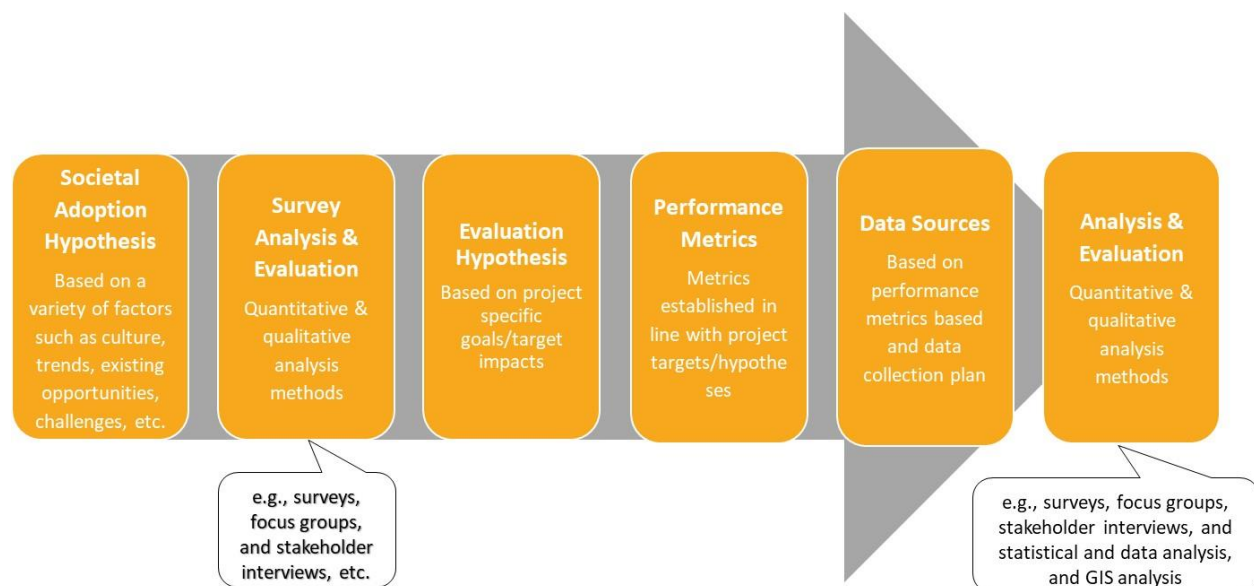 Societal
Adoption
Hypothesis
Based on a
variety of factors
such as culture,
trends, existing
opportunities,
challenges, etc.
Survey
Analysis &
Evaluation
Quantitative &
qualitative
analysis
methods
e.g., surveys,
focus groups,
and stakeholder
interviews, etc.
Evaluation
Hypothesis
Based on project
specific
goals/target
impacts
Performance
Metrics
Metrics
established in
line with project
targets/hypothe
ses
Data Sources
Based on
performance
metrics based
and data
collection plan
Analysis &
Evaluation
Quantitative &
qualitative
analysis
methods
e.g., surveys, focus groups,
stakeholder interviews, and
statistical and data analysis,
and GIS analysis